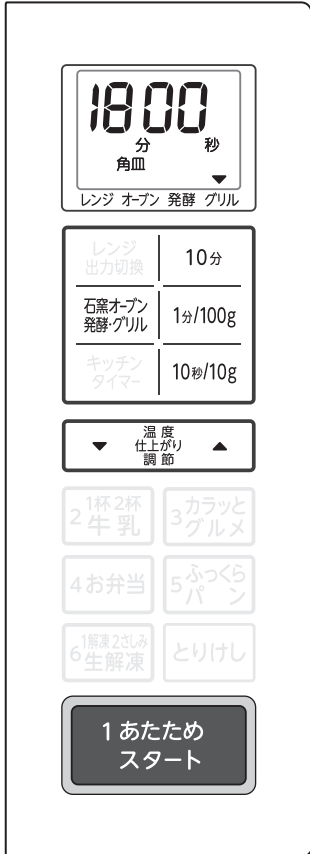 1800
分 秒
角皿
▼
レンジ オーブン 発酵 グリル
レンジ
出力切換
10分
石窯オーブン
発酵・グリル
1分/100g
キッチン
タイマー
10秒/10g
▼ 温度
仕上がり
調節 ▲
1杯2杯
2牛乳
3カラッと
グルメ
4お弁当
5ふっくら
パン
1解凍2さしみ
6生解凍
とりけし
1あたため
スタート